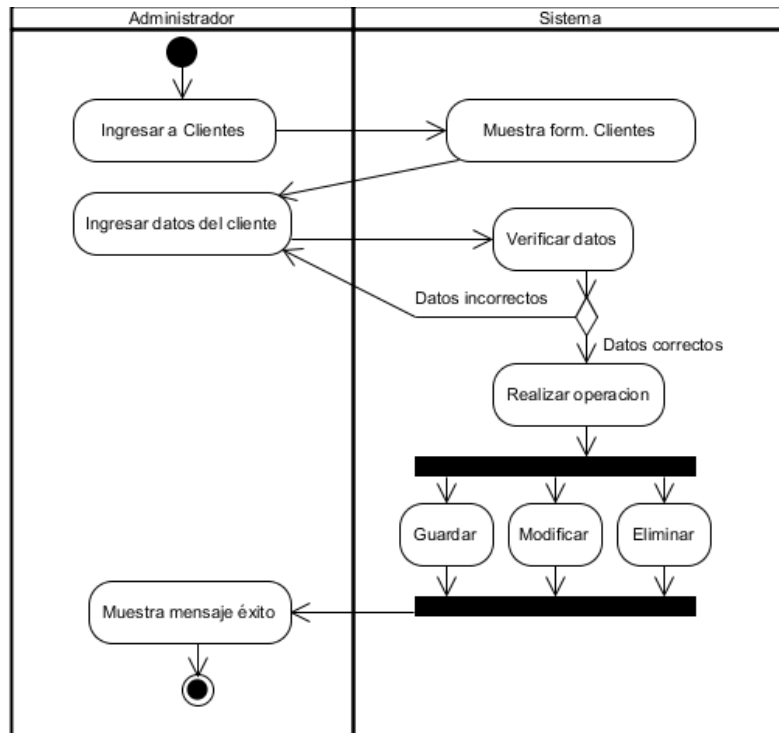 Administrador
Sistema
Ingresar a Clientes
Muestra form. Clientes
Ingresar datos del cliente
Verificar datos
Datos incorrectos
Datos correctos
Realizar operacion
Guardar
Modificar
Eliminar
Muestra mensaje éxito